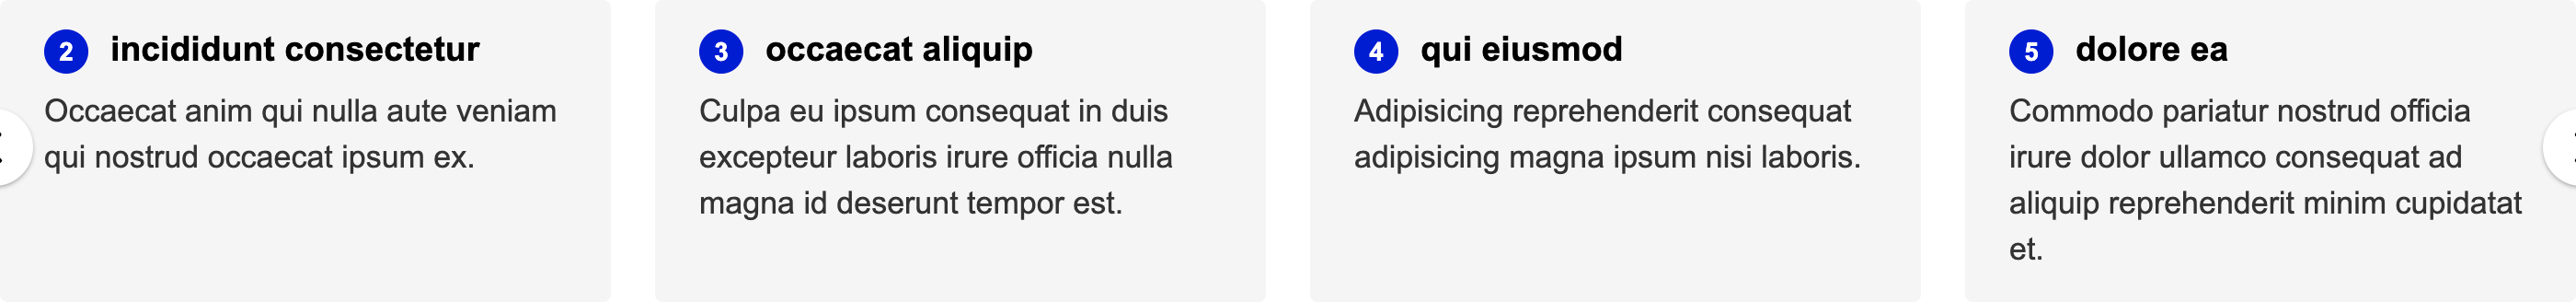 2 incididunt consectetur
Occaecat anim qui nulla aute veniam
qui nostrud occaecat ipsum ex.
3 occaecat aliquip
Culpa eu ipsum consequat in duis
excepteur laboris irure officia nulla
magna id deserunt tempor est.
4 qui eiusmod
Adipisicing reprehenderit consequat
adipisicing magna ipsum nisi laboris.
5 dolore ea
Commodo pariatur nostrud officia
irure dolor ullamco consequat ad
aliquip reprehenderit minim cupidatat
et.